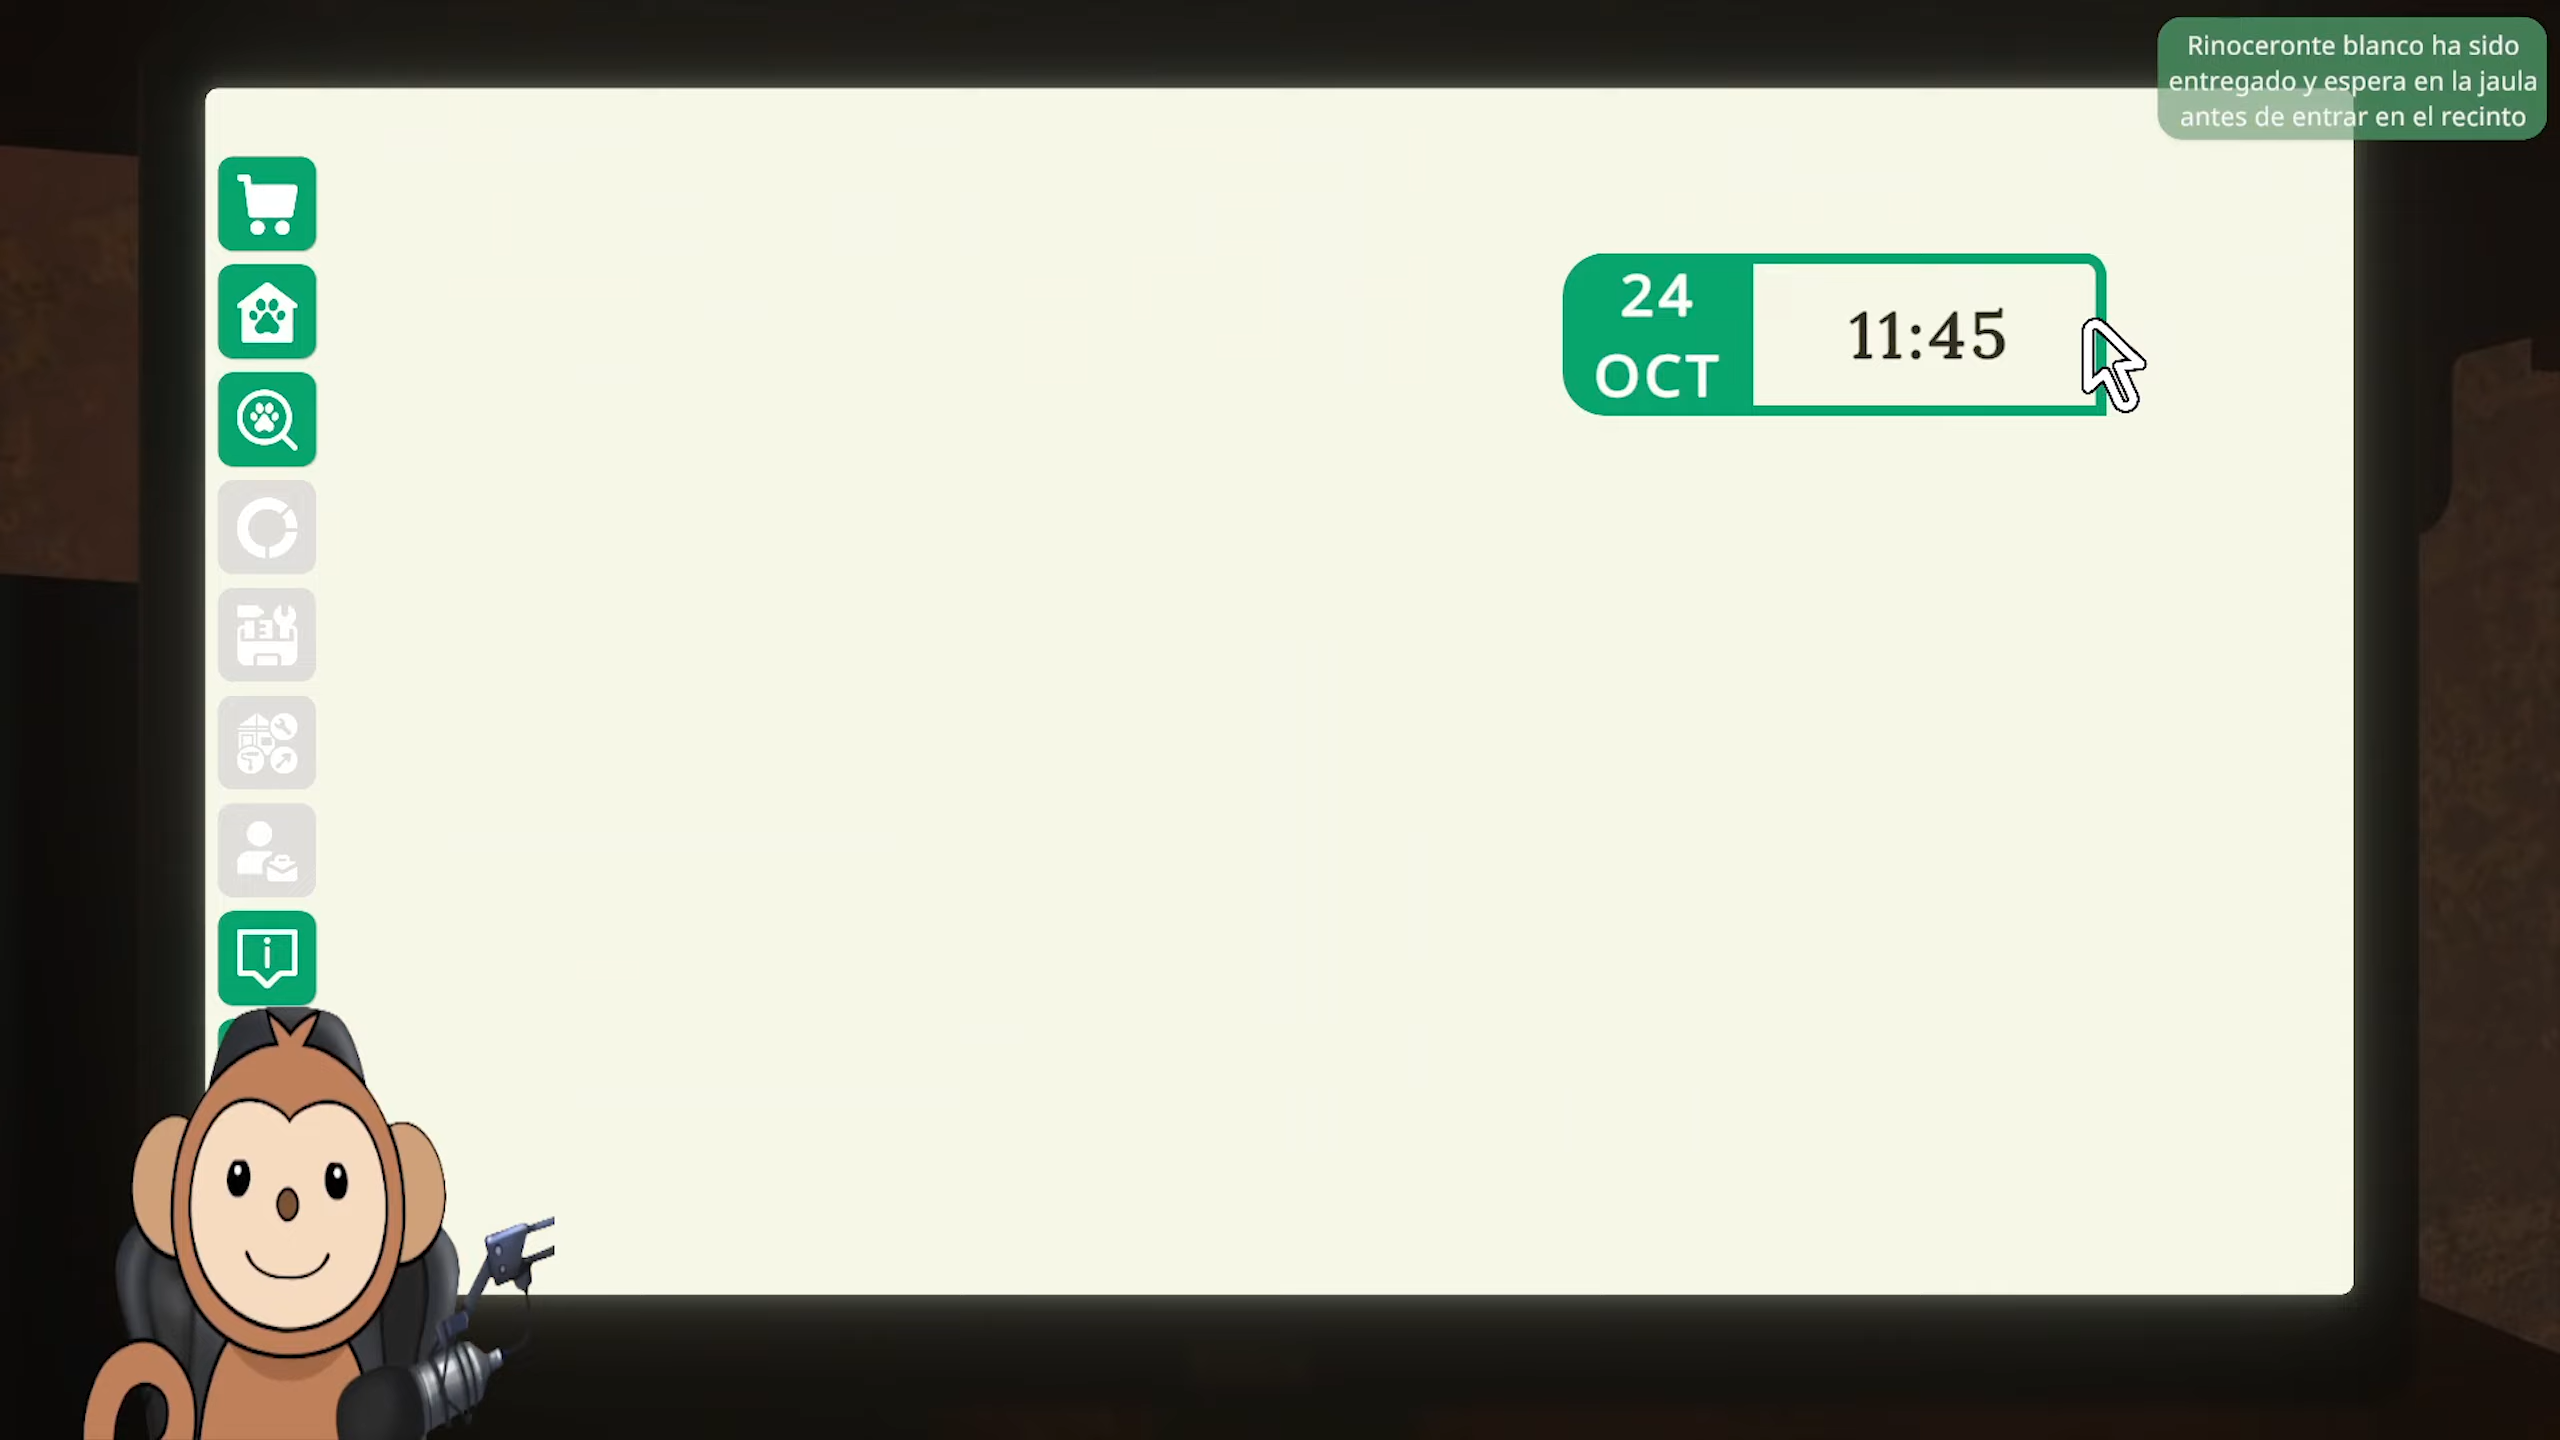 Rinoceronte blanco ha sido
entregado y espera en la jaula
antes de entrar en el recinto
24
OCT
11:45